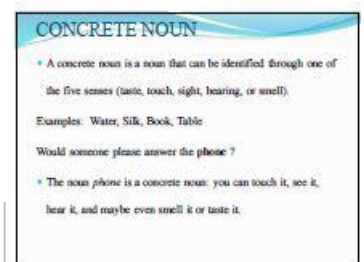 CONCRETE NOUN
• A concrete noun is a noun that can be identified through one of
the five senses (taste, touch, sight, hearing, or smell).
Examples: Water, Silk, Book, Table
Would someone please answer the phone ?
• The noun phone is a concrete noun: you can touch it, see it,
hear it, and maybe even smell it or taste it.